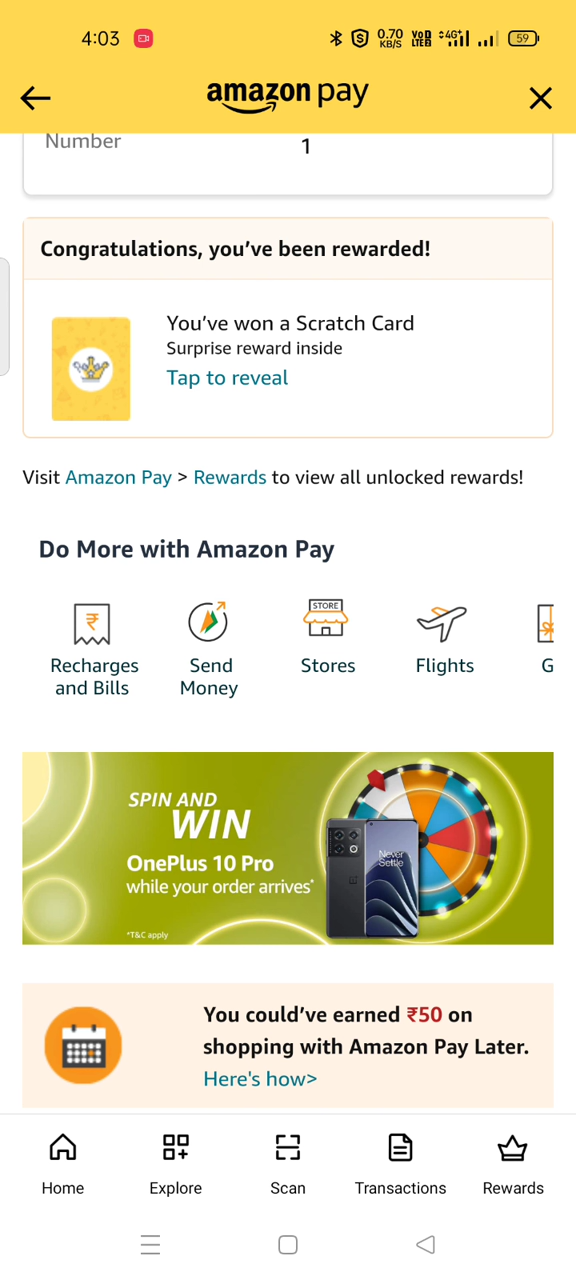 4:03
0.70
KB/S
VoD
LTE
4G+
59
amazon pay
Number
1
Congratulations, you've been rewarded!
You've won a Scratch Card
Surprise reward inside
Tap to reveal
Visit Amazon Pay > Rewards to view all unlocked rewards!
Do More with Amazon Pay
STORE
Recharges
and Bills
Send
Money
Stores
Flights
G
SPIN AND
WIN
OnePlus 10 Pro
while your order arrives*
Never
Settle
*T&C apply
You could've earned ₹50 on
shopping with Amazon Pay Later.
Here's how>
Home
Explore
Scan
Transactions
Rewards